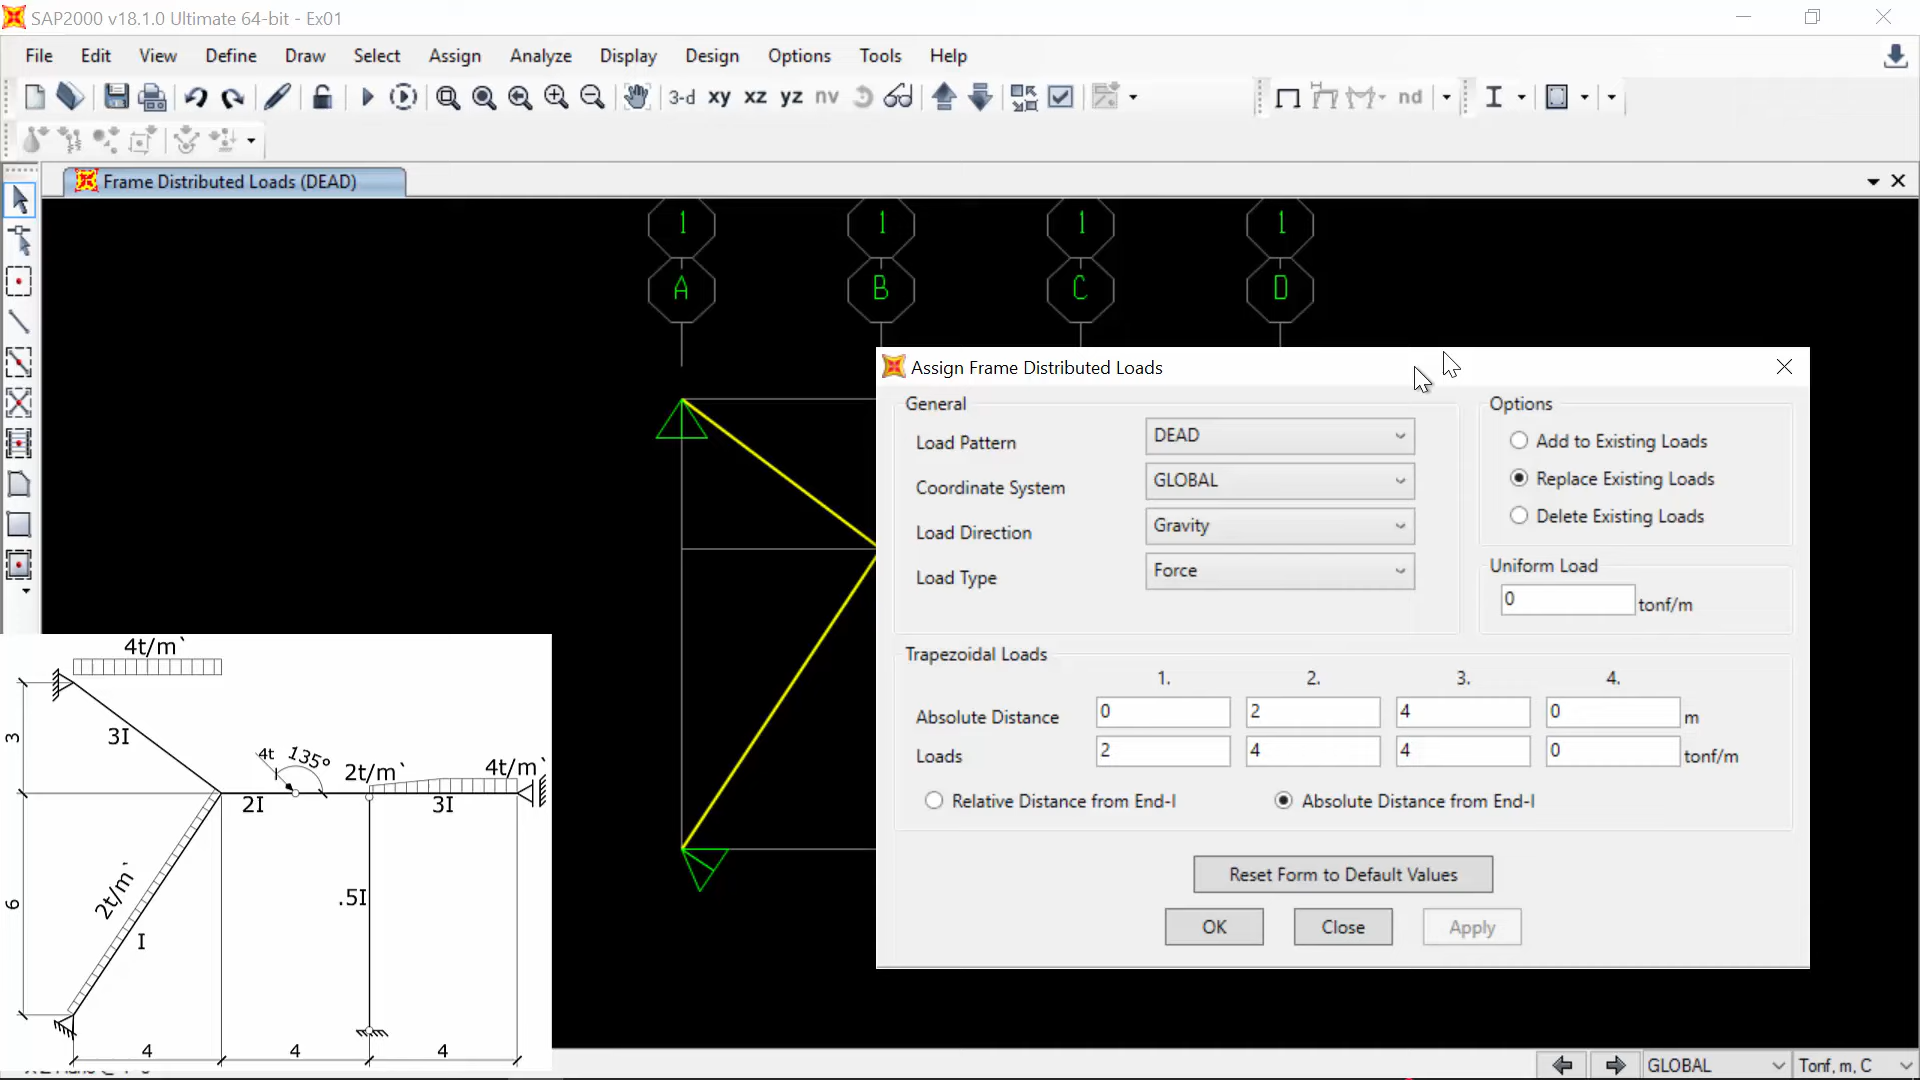 SAP2000 v18.1.0 Ultimate 64-bit - Ex01
File Edit View Define Draw Select Assign Analyze Display Design Options Tools Help
3-d xy xz yz nv nd
Frame Distributed Loads (DEAD)
1 1 1 1
A B C D
Assign Frame Distributed Loads
General
Load Pattern DEAD
Coordinate System GLOBAL
Load Direction Gravity
Load Type Force
Options
Add to Existing Loads
Replace Existing Loads
Delete Existing Loads
Uniform Load
0 tonf/m
Trapezoidal Loads
1. 2. 3. 4.
Absolute Distance 0 2 4 0 m
Loads 2 4 4 0 tonf/m
Relative Distance from End-I Absolute Distance from End-I
Reset Form to Default Values
OK Close Apply
4t/m`
3
3I
4t 135°
2t/m` 4t/m`
2I 3I
6
2t/m`
.5I
I
4 4 4
GLOBAL Tonf, m, C